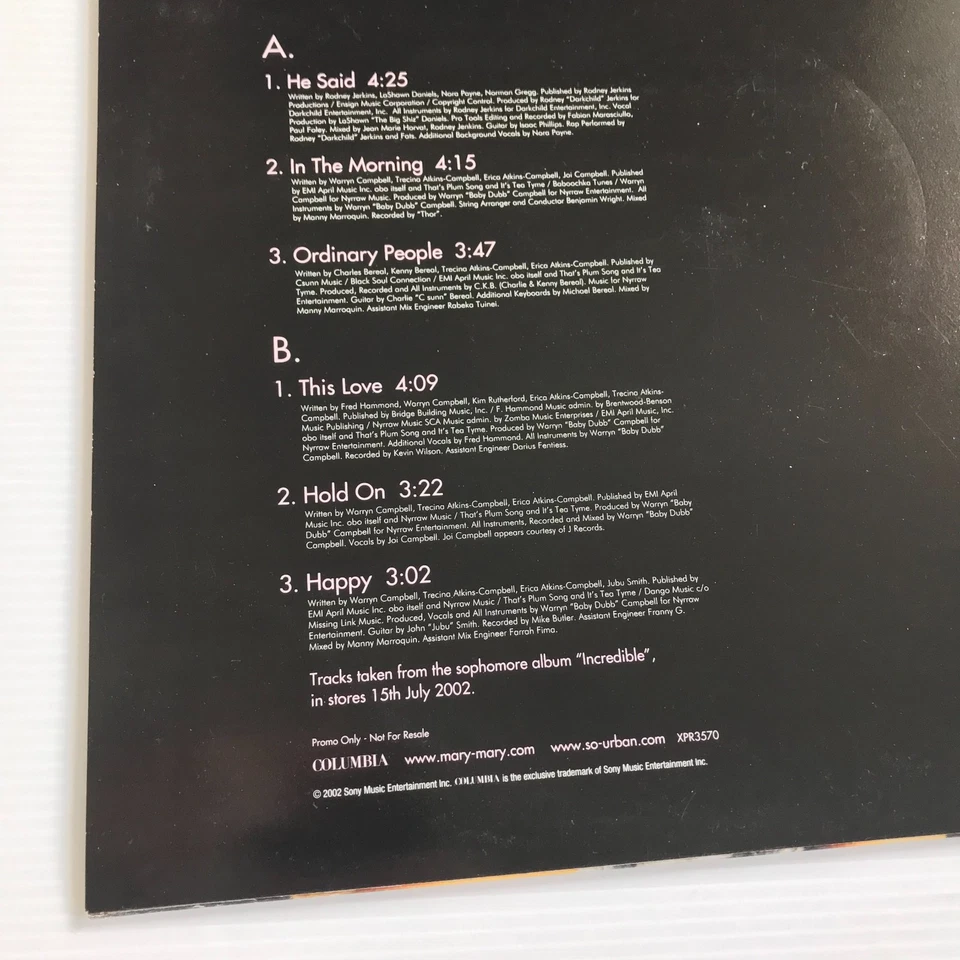 A.
1. He Said 4:25
Written by Rodney Jerkins, LaShawn Daniels, Nora Payne, Norman Gregg. Published by Rodney Jerkins
Productions / Ensign Music Corporation / Copyright Control. Produced by Rodney "Darkchild" Jerkins for
Darkchild Entertainment, Inc. All Instruments by Rodney Jerkins for Darkchild Entertainment, Inc. Vocal
Production by LaShawn "The Big Shiz" Daniels. Pro Tools Editing and Recorded by Fabian Marasciullo,
Paul Foley. Mixed by Jean Marie Horvat, Rodney Jenkins. Guitar by Isaac Phillips. Rap Performed by
Rodney "Darkchild" Jerkins and Fats. Additional Background Vocals by Nora Payne.
2. In The Morning 4:15
Written by Warryn Campbell, Trecina Atkins-Campbell, Erica Atkins-Campbell, Joi Campbell. Published
by EMI April Music Inc. obo itself and That's Plum Song and It's Tea Tyme / Baboochka Tunes / Warryn
Campbell for Nyrraw Music. Produced by Warryn "Baby Dubb" Campbell for Nyrraw Entertainment. All
Instruments by Warryn "Baby Dubb" Campbell. String Arranger and Conductor Benjamin Wright. Mixed
by Manny Marroquin. Recorded by "Thor".
3. Ordinary People 3:47
Written by Charles Bereal, Kenny Bereal, Trecina Atkins-Campbell, Erica Atkins-Campbell. Published by
Csunn Music / Black Soul Connection / EMI April Music Inc. obo itself and That's Plum Song and It's Tea
Tyme. Produced, Recorded and All Instruments by C.K.B. (Charlie & Kenny Bereal). Music for Nyrraw
Entertainment. Guitar by Charlie "C sunn" Bereal. Additional Keyboards by Michael Bereal. Mixed by
Manny Marroquin. Assistant Mix Engineer Rabeka Tuinei.
B.
1. This Love 4:09
Written by Fred Hammond, Warryn Campbell, Kim Rutherford, Erica Atkins-Campbell, Trecina Atkins-
Campbell. Published by Bridge Building Music, Inc. / F. Hammond Music admin. by Brentwood-Benson
Music Publishing / Nyrraw Music SCA Music admin. by Zomba Music Enterprises / EMI April Music, Inc.
obo itself and That's Plum Song and It's Tea Tyme. Produced by Warryn "Baby Dubb" Campbell for
Nyrraw Entertainment. Additional Vocals by Fred Hammond. All Instruments by Warryn "Baby Dubb"
Campbell. Recorded by Kevin Wilson. Assistant Engineer Darius Fentiess.
2. Hold On 3:22
Written by Warryn Campbell, Trecina Atkins-Campbell, Erica Atkins-Campbell. Published by EMI April
Music Inc. obo itself and Nyrraw Music / That's Plum Song and It's Tea Tyme. Produced by Warryn "Baby
Dubb" Campbell for Nyrraw Entertainment. All Instruments, Recorded and Mixed by Warryn "Baby Dubb"
Campbell. Vocals by Joi Campbell. Joi Campbell appears courtesy of J Records.
3. Happy 3:02
Written by Warryn Campbell, Trecina Atkins-Campbell, Erica Atkins-Campbell, Jubu Smith. Published by
EMI April Music Inc. obo itself and Nyrraw Music / That's Plum Song and It's Tea Tyme / Dango Music c/o
Missing Link Music. Produced, Vocals and All Instruments by Warryn "Baby Dubb" Campbell for Nyrraw
Entertainment. Guitar by John "Jubu" Smith. Recorded by Mike Butler. Assistant Engineer Franny G.
Mixed by Manny Marroquin. Assistant Mix Engineer Farrah Fima.
Tracks taken from the sophomore album "Incredible",
in stores 15th July 2002.
Promo Only - Not For Resale
COLUMBIA www.mary-mary.com www.so-urban.com XPR3570
© 2002 Sony Music Entertainment Inc. COLUMBIA is the exclusive trademark of Sony Music Entertainment Inc.